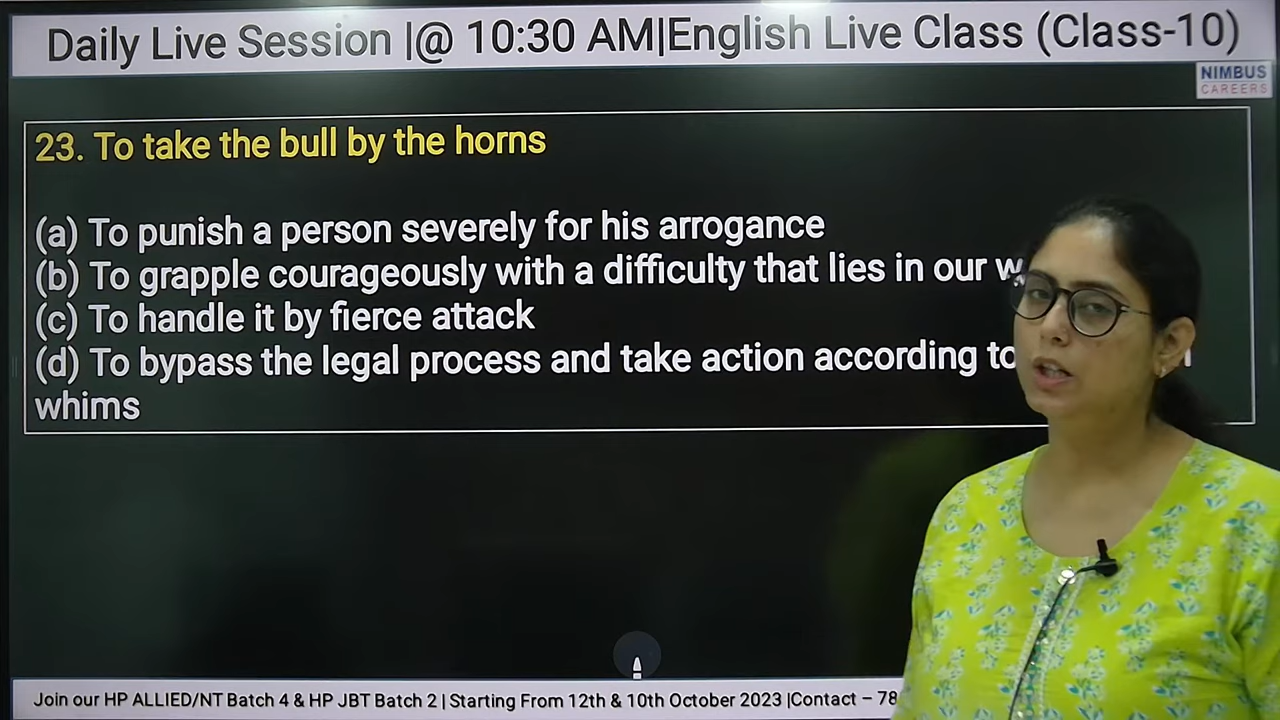 Daily Live Session |@ 10:30 AM|English Live Class (Class-10)
NIMBUS
CAREERS
23. To take the bull by the horns
(a) To punish a person severely for his arrogance
(b) To grapple courageously with a difficulty that lies in our
(c) To handle it by fierce attack
(d) To bypass the legal process and take action according to
whims
Join our HP ALLIED/NT Batch 4 & HP JBT Batch 2 | Starting From 12th & 10th October 2023 |Contact – 78